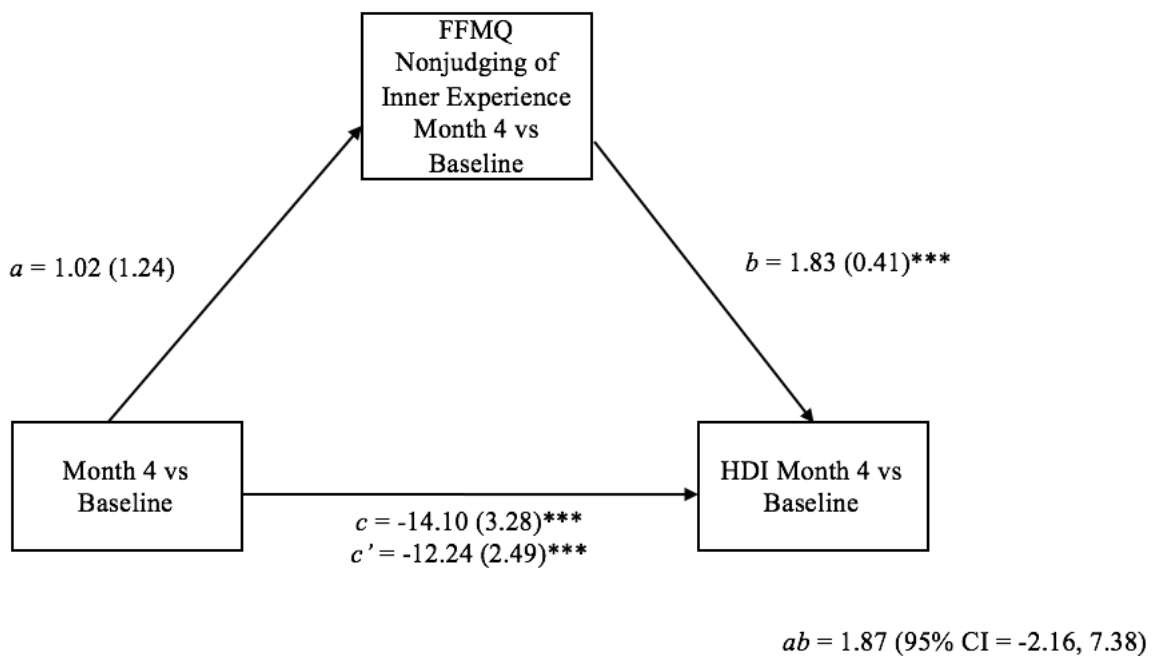 FFMQ
Nonjudging of
Inner Experience
Month 4 vs
Baseline
a = 1.02 (1.24)
b = 1.83 (0.41)***
Month 4 vs
Baseline
HDI Month 4 vs
Baseline
c = -14.10 (3.28)***
c’ = -12.24 (2.49)***
ab = 1.87 (95% CI = -2.16, 7.38)